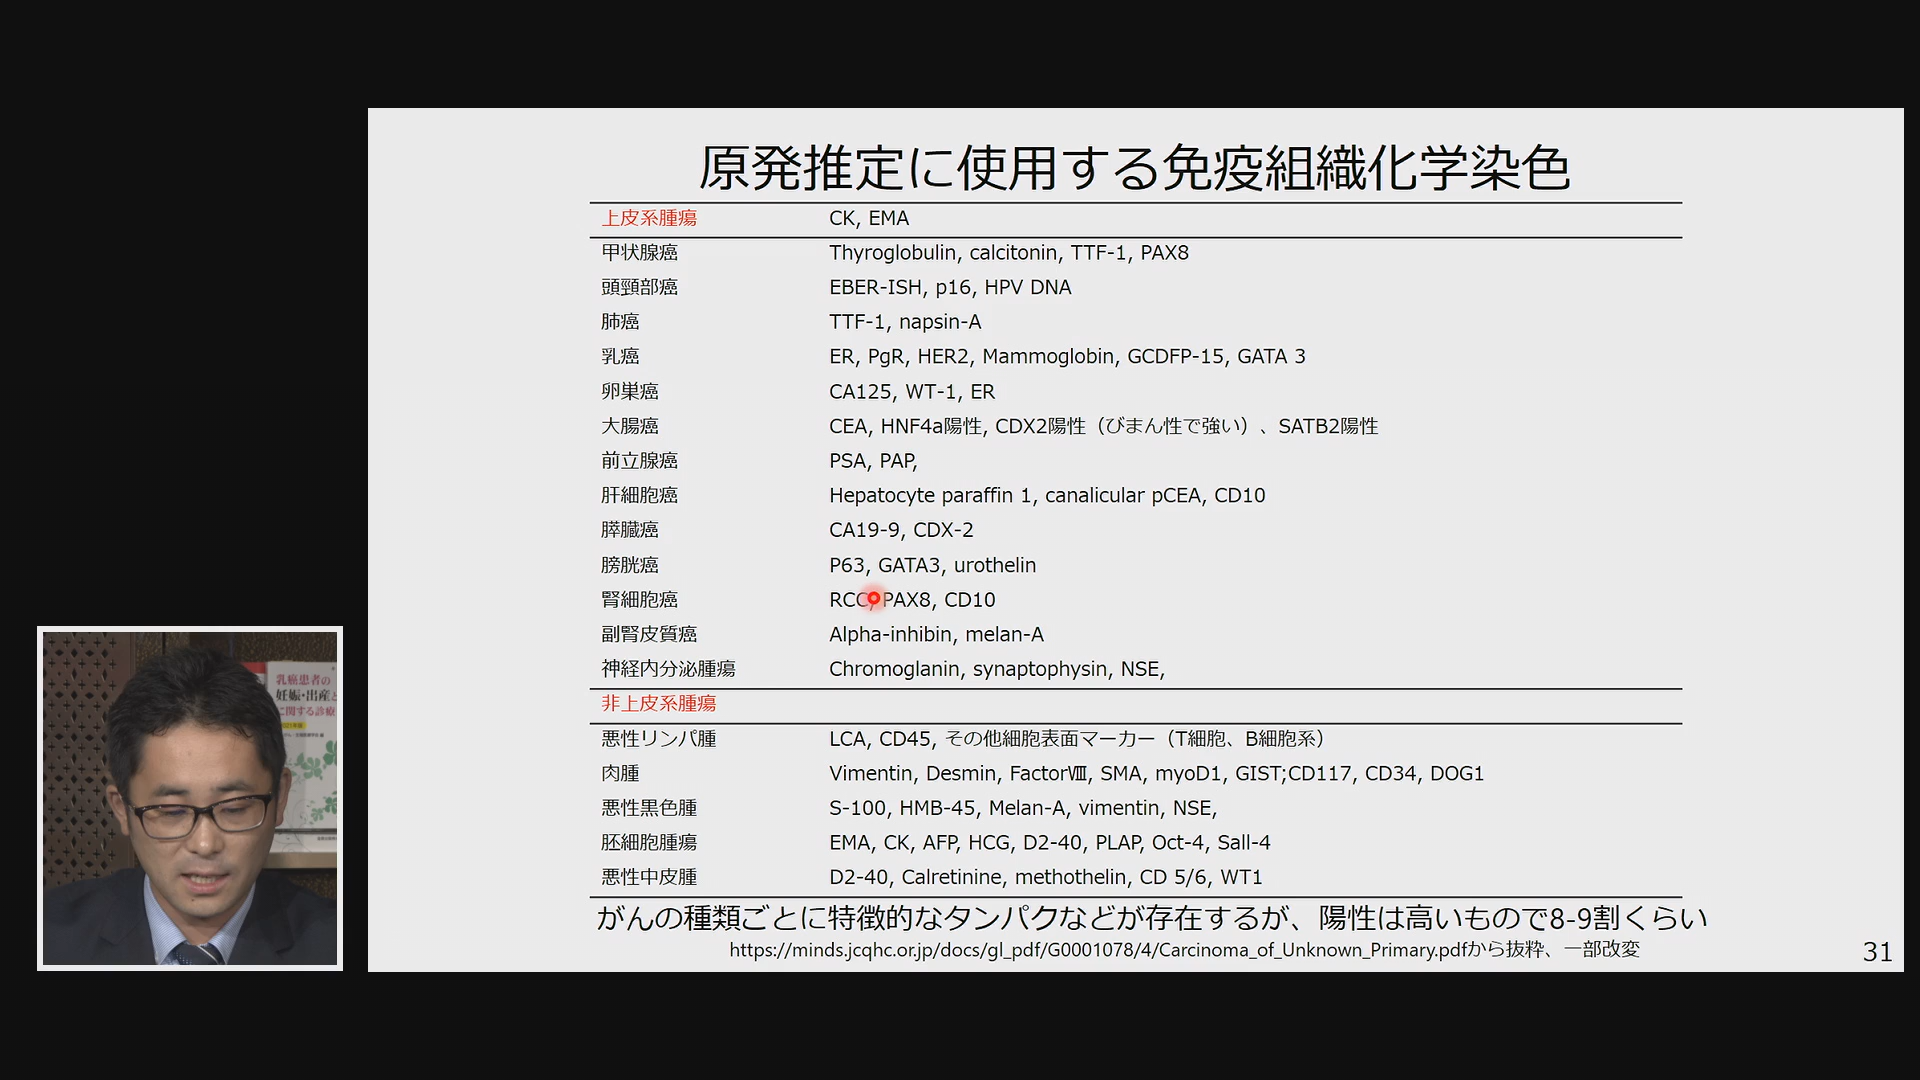 原発推定に使用する免疫組織化学染色
上皮系腫瘍 CK, EMA
甲状腺癌 Thyroglobulin, calcitonin, TTF-1, PAX8
頭頸部癌 EBER-ISH, p16, HPV DNA
肺癌 TTF-1, napsin-A
乳癌 ER, PgR, HER2, Mammoglobin, GCDFP-15, GATA 3
卵巣癌 CA125, WT-1, ER
大腸癌 CEA, HNF4a陽性, CDX2陽性（びまん性で強い）、SATB2陽性
前立腺癌 PSA, PAP,
肝細胞癌 Hepatocyte paraffin 1, canalicular pCEA, CD10
膵臓癌 CA19-9, CDX-2
膀胱癌 P63, GATA3, urothelin
腎細胞癌 RCC, PAX8, CD10
副腎皮質癌 Alpha-inhibin, melan-A
神経内分泌腫瘍 Chromoglanin, synaptophysin, NSE,
非上皮系腫瘍
悪性リンパ腫 LCA, CD45, その他細胞表面マーカー（T細胞、B細胞系）
肉腫 Vimentin, Desmin, FactorⅧ, SMA, myoD1, GIST;CD117, CD34, DOG1
悪性黒色腫 S-100, HMB-45, Melan-A, vimentin, NSE,
胚細胞腫瘍 EMA, CK, AFP, HCG, D2-40, PLAP, Oct-4, Sall-4
悪性中皮腫 D2-40, Calretinine, methothelin, CD 5/6, WT1
がんの種類ごとに特徴的なタンパクなどが存在するが、陽性は高いもので8-9割くらい
https://minds.jcqhc.or.jp/docs/gl_pdf/G0001078/4/Carcinoma_of_Unknown_Primary.pdfから抜粋、一部改変
31
乳癌患者の
妊娠・出産と
に関する診療